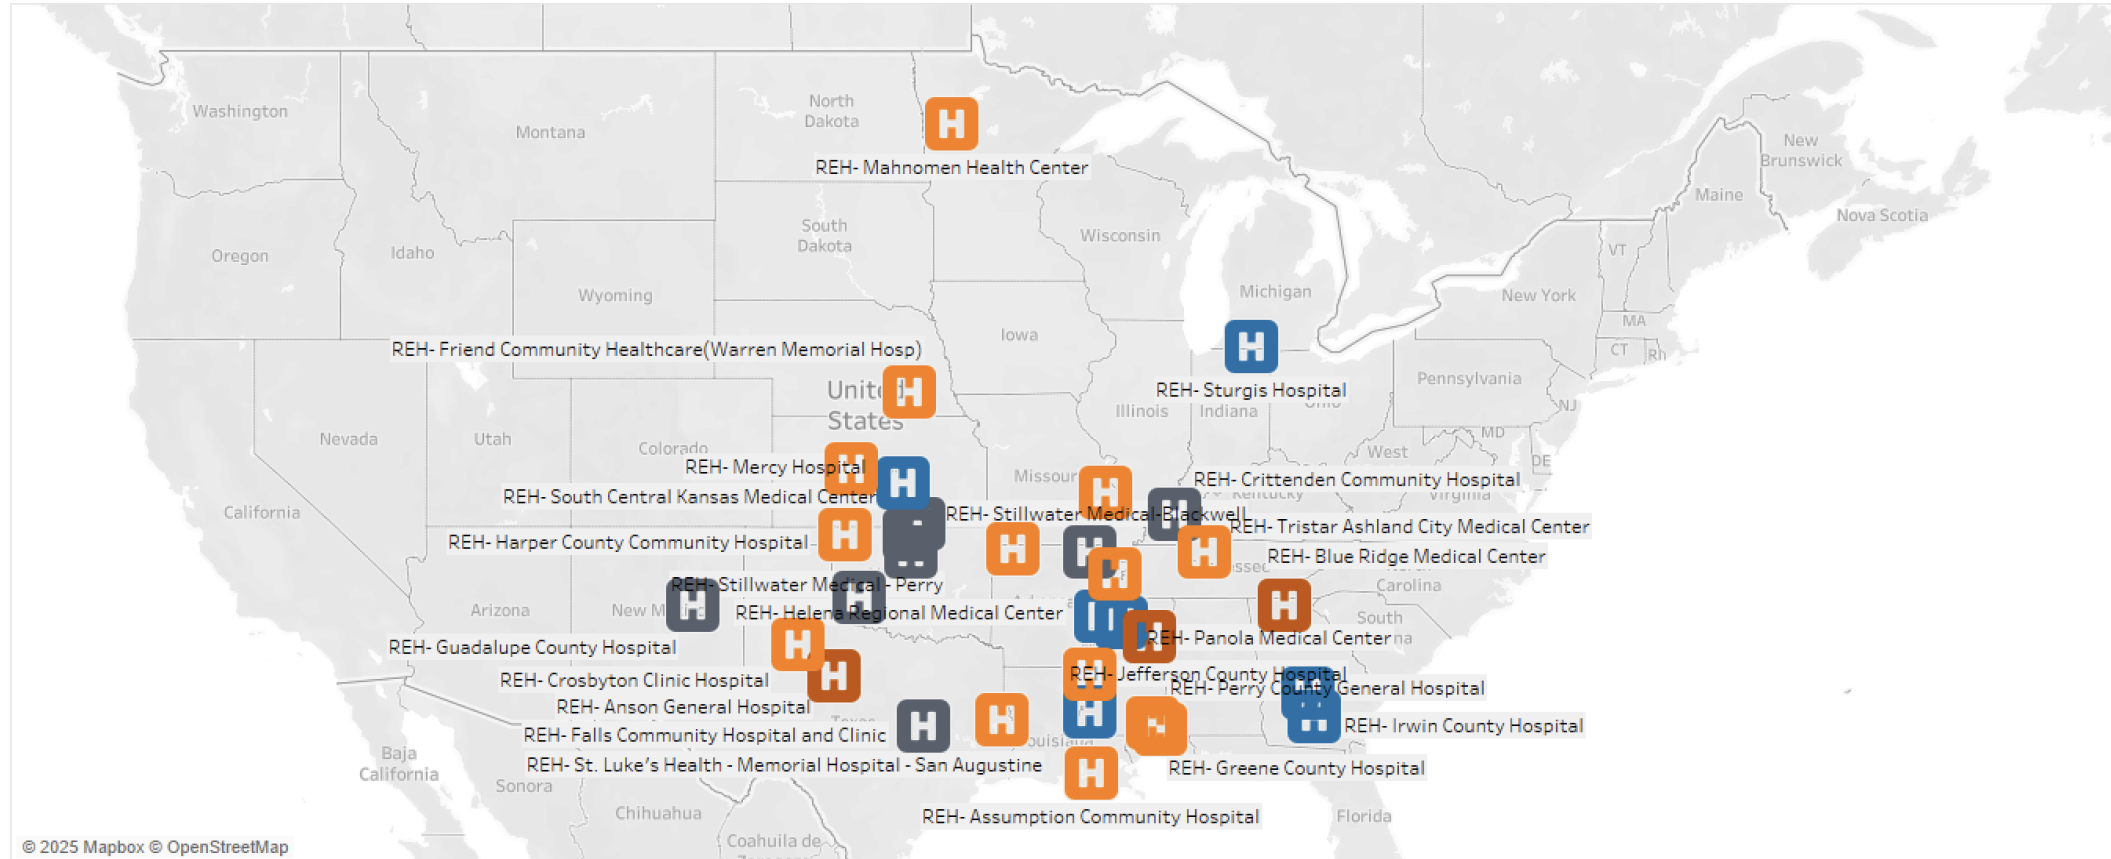 Washington
Montana
North
Dakota
New
Brunswick
REH- Mahnomen Health Center
Maine
Nova Scotia
South
Dakota
Wisconsin
Oregon
Idaho
VT
Wyoming
Michigan
New York
MA
Iowa
CT
REH- Friend Community Healthcare(Warren Memorial Hosp)
Pennsylvania
REH- Sturgis Hospital
NJ
States
Illinois
Indiana
Nevada
Utah
Colorado
MD
West
Virginia
DE
REH- Mercy Hospital
REH- Crittenden Community Hospital
REH- South Central Kansas Medical Center
California
REH- Stillwater Medical-Blackwell
REH- Tristar Ashland City Medical Center
REH- Harper County Community Hospital
REH- Blue Ridge Medical Center
REH- Stillwater Medical - Perry
Carolina
Arizona
REH- Helena Regional Medical Center
South
REH- Panola Medical Center
REH- Guadalupe County Hospital
REH- Jefferson County Hospital
REH- Crosbyton Clinic Hospital
REH- Perry County General Hospital
REH- Anson General Hospital
REH- Irwin County Hospital
REH- Falls Community Hospital and Clinic
REH- St. Luke's Health - Memorial Hospital - San Augustine
REH- Greene County Hospital
Baja
California
Sonora
Chihuahua
REH- Assumption Community Hospital
Florida
Coahuila de
© 2025 Mapbox © OpenStreetMap